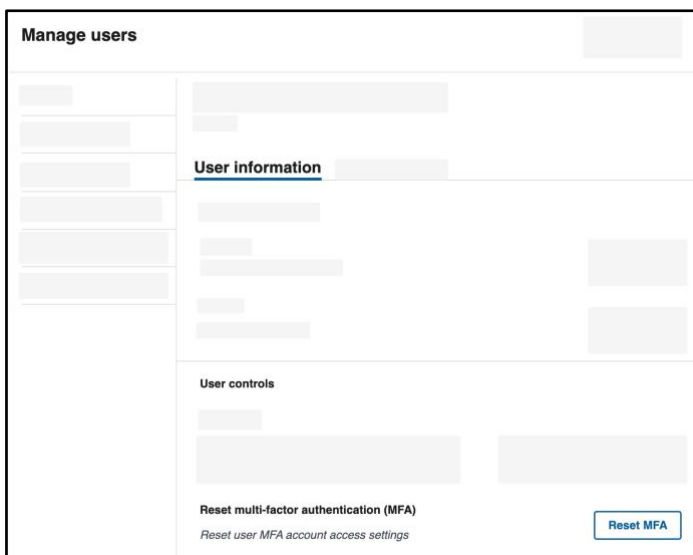 Manage users
User information
User controls
Reset multi-factor authentication (MFA)
Reset user MFA account access settings
Reset MFA